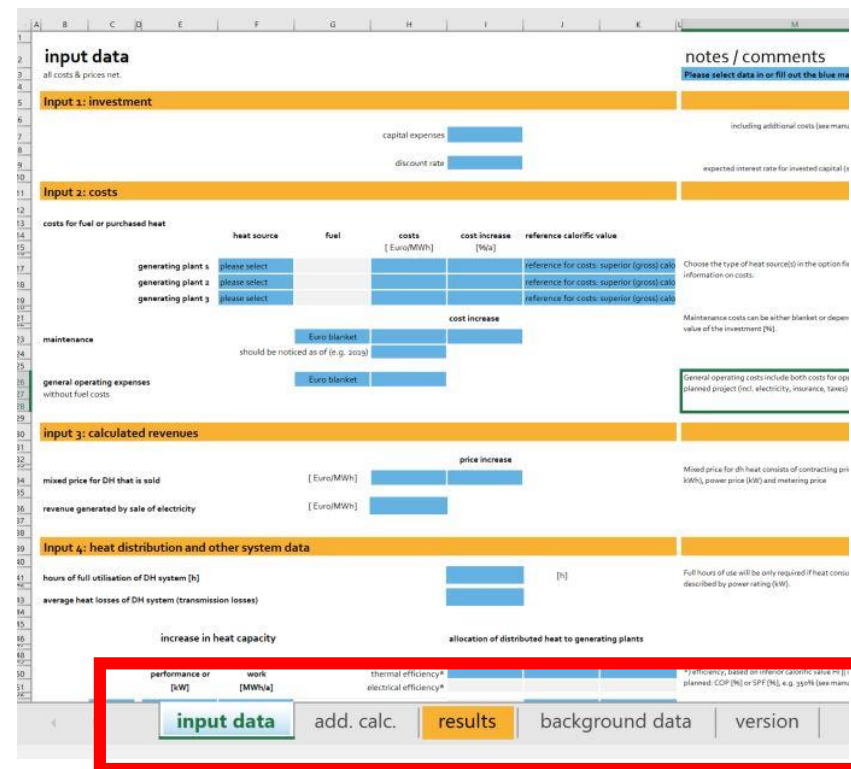 A B C D E F G H I J K L M
input data
notes / comments
all costs & prices net.
Please select data in or fill out the blue ma
Input 1: investment
including addtional costs (see manu
capital expenses
discount rate
expected interest rate for invested capital (s
Input 2: costs
costs for fuel or purchased heat
heat source fuel costs cost increase reference calorific value
[ Euro/MWh] [%/a]
generating plant 1 please select reference for costs: superior (gross) calo
Choose the type of heat source(s) in the option fie
information on costs.
generating plant 2 please select reference for costs: superior (gross) calo
generating plant 3 please select reference for costs: superior (gross) calo
cost increase
Maintenance costs can be either blanket or depen
value of the investment [%].
maintenance Euro blanket
should be noticed as of (e.g. 2019)
general operating expenses Euro blanket
without fuel costs
General operating costs include both costs for ope
planned project (incl. electricity, insurance, taxes)
input 3: calculated revenues
price increase
mixed price for DH that is sold [ Euro/MWh]
Mixed price for dh heat consists of contracting pri
kWh), power price (kW) and metering price
revenue generated by sale of electricity [ Euro/MWh]
Input 4: heat distribution and other system data
hours of full utilisation of DH system [h] [h]
Full hours of use will be only required if heat consu
described by power rating (kW).
average heat losses of DH system (transmission losses)
increase in heat capacity allocation of distributed heat to generating plants
performance or work thermal efficiency*
[kW] [MWh/a] electrical efficiency*
planned: COP [%] or SPF [%], e.g. 350% (see manu
input data add. calc. results background data version